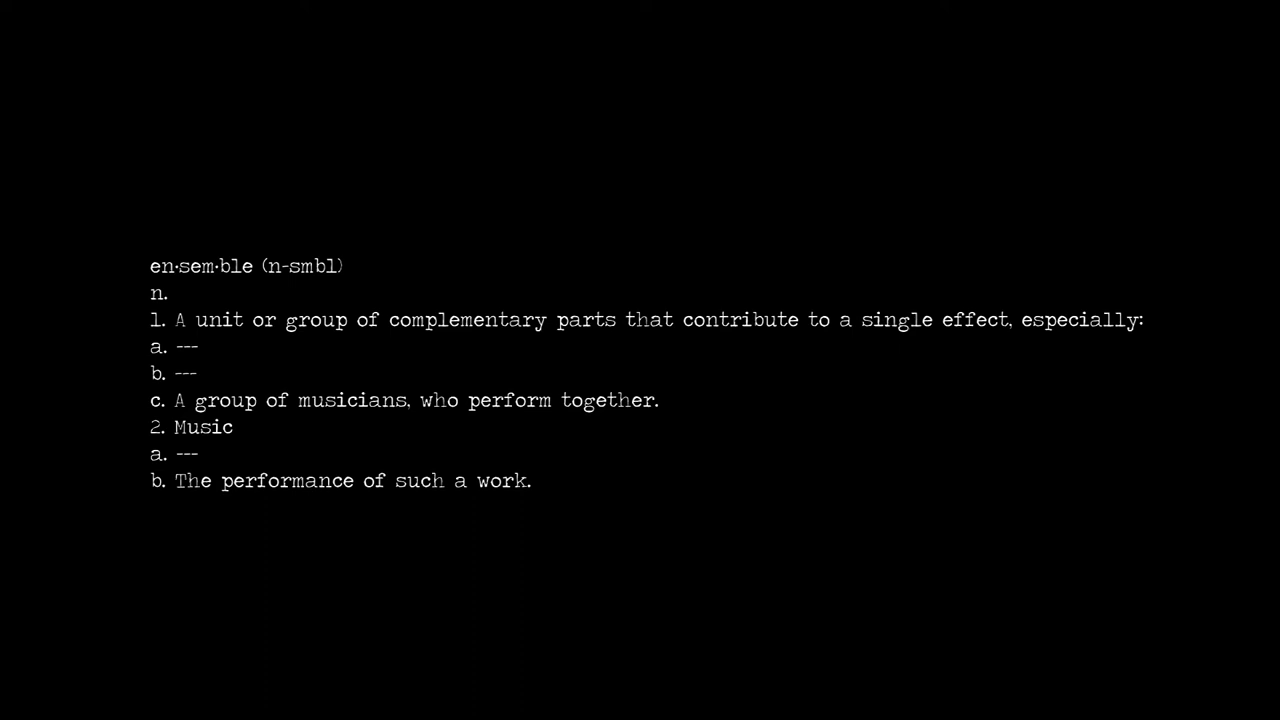 en·sem·ble (n-smbl)
n.
1. A unit or group of complementary parts that contribute to a single effect, especially:
a. ---
b. ---
c. A group of musicians, who perform together.
2. Music
a. ---
b. The performance of such a work.